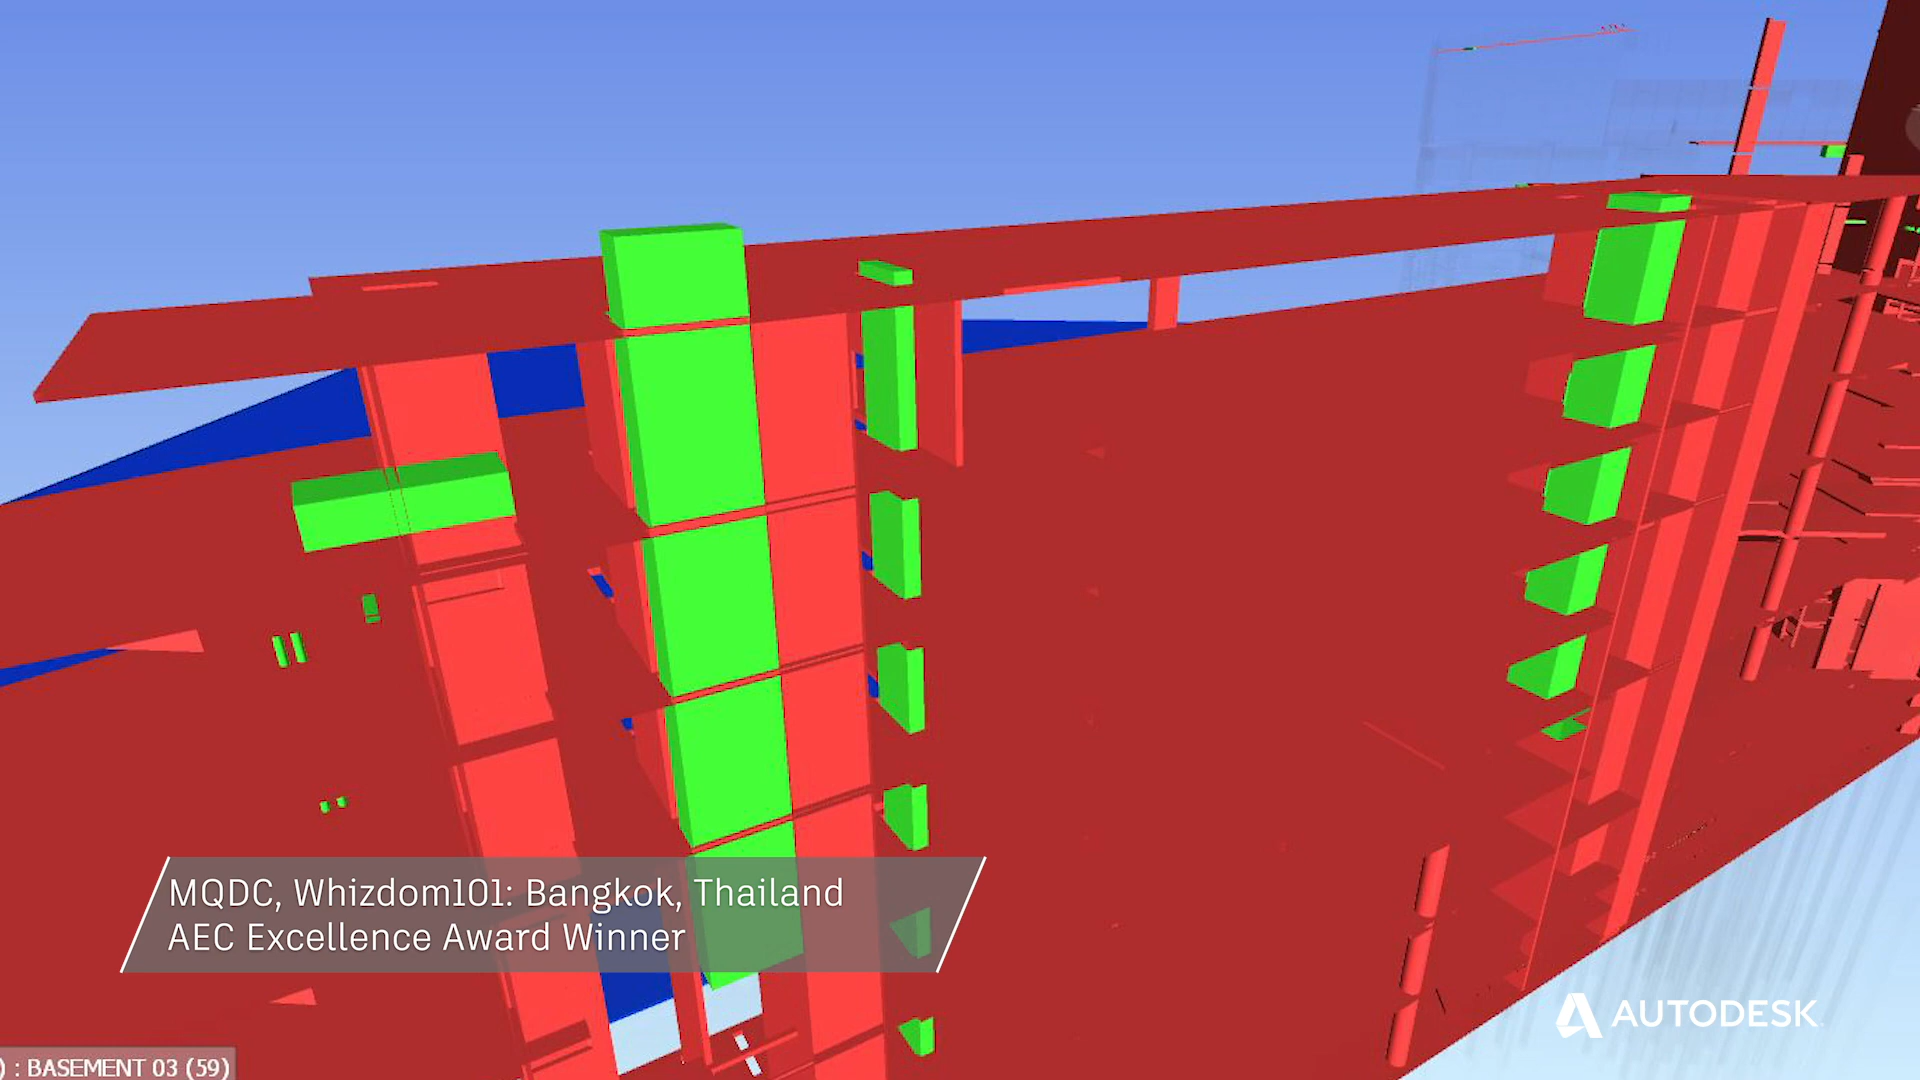 MQDC, Whizdom101: Bangkok, Thailand
AEC Excellence Award Winner
AUTODESK
) : BASEMENT 03 (59)